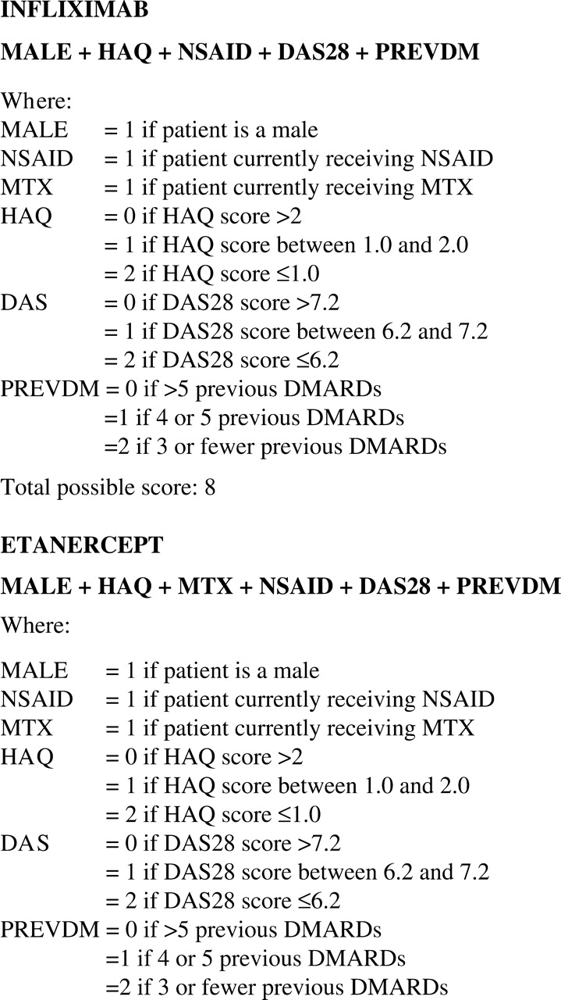 INFLIXIMAB
MALE + HAQ + NSAID + DAS28 + PREVDM
Where:
MALE = 1 if patient is a male
NSAID = 1 if patient currently receiving NSAID
MTX = 1 if patient currently receiving MTX
HAQ = 0 if HAQ score >2
= 1 if HAQ score between 1.0 and 2.0
= 2 if HAQ score ≤1.0
DAS = 0 if DAS28 score >7.2
= 1 if DAS28 score between 6.2 and 7.2
= 2 if DAS28 score ≤6.2
PREVDM = 0 if >5 previous DMARDs
=1 if 4 or 5 previous DMARDs
=2 if 3 or fewer previous DMARDs
Total possible score: 8
ETANERCEPT
MALE + HAQ + MTX + NSAID + DAS28 + PREVDM
Where:
MALE = 1 if patient is a male
NSAID = 1 if patient currently receiving NSAID
MTX = 1 if patient currently receiving MTX
HAQ = 0 if HAQ score >2
= 1 if HAQ score between 1.0 and 2.0
= 2 if HAQ score ≤1.0
DAS = 0 if DAS28 score >7.2
= 1 if DAS28 score between 6.2 and 7.2
= 2 if DAS28 score ≤6.2
PREVDM = 0 if >5 previous DMARDs
=1 if 4 or 5 previous DMARDs
=2 if 3 or fewer previous DMARDs